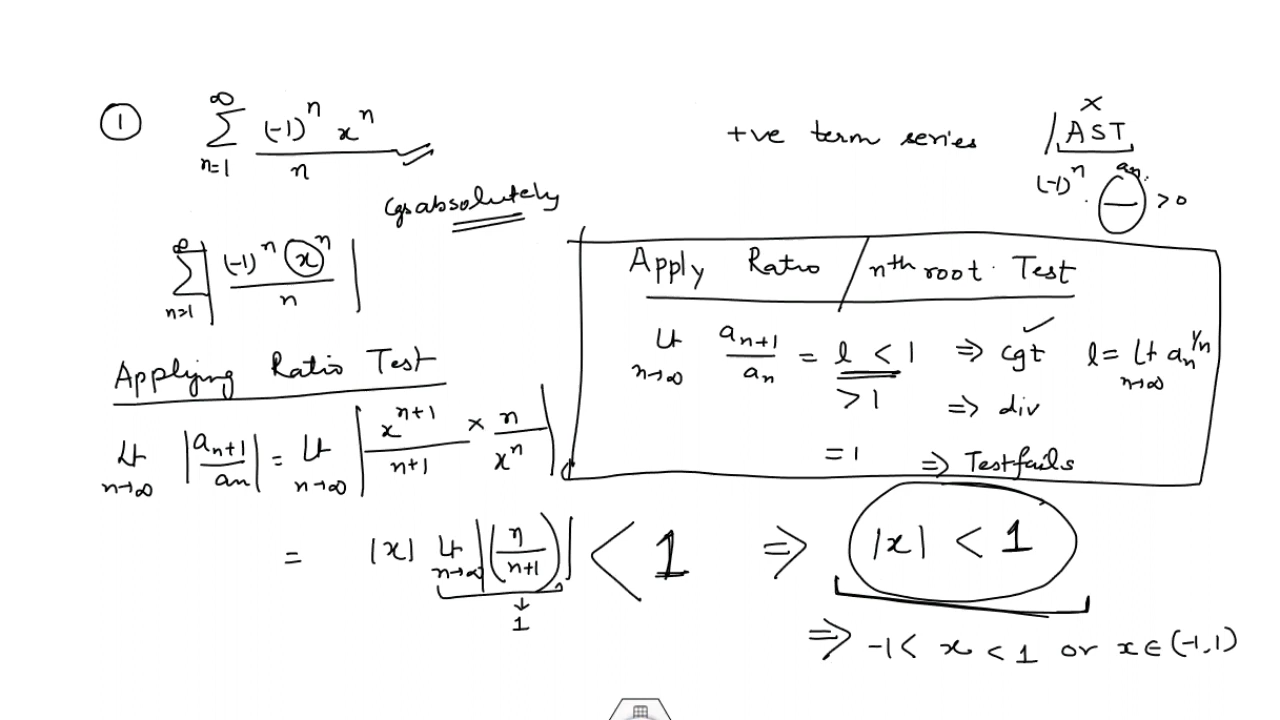 ① ∑_{n=1}^{∞} (-1)^n x^n / n
cgs absolutely
+ve term series / AST ×
(-1)^n . a_n > 0
∑_{n=1}^{∞} | (-1)^n x^n / n |
Applying Ratio Test
Lt_{n→∞} |a_{n+1} / a_n| = Lt_{n→∞} | x^{n+1} / n+1 × n / x^n |
= |x| Lt_{n→∞} |( n / n+1 )| < 1 ⇒ |x| < 1
↓
1
⇒ -1 < x < 1 or x ∈ (-1,1)
Apply Ratio / nth root Test
Lt_{n→∞} a_{n+1} / a_n = l < 1 ⇒ cgt ✓ l = Lt_{n→∞} a_n^{1/n}
> 1 ⇒ div
= 1 ⇒ Test fails